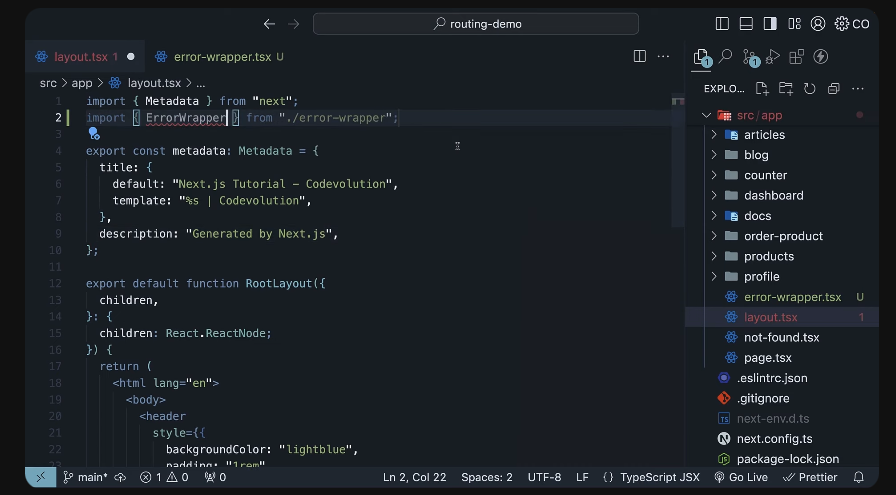 routing-demo
CO
layout.tsx 1
error-wrapper.tsx U
src > app > layout.tsx > ...
1 import { Metadata } from "next";
2 import { ErrorWrapper } from "./error-wrapper";
3
4 export const metadata: Metadata = {
5 title: {
6 default: "Next.js Tutorial - Codevolution",
7 template: "%s | Codevolution",
8 },
9 description: "Generated by Next.js",
10 };
11
12 export default function RootLayout({
13 children,
14 }: {
15 children: React.ReactNode;
16 }) {
17 return (
18 <html lang="en">
19 <body>
20 <header
21 style={{
22 backgroundColor: "lightblue",
23 padding: "1rem"
EXPLO...
1
1
src / app
articles
blog
counter
dashboard
docs
order-product
products
profile
error-wrapper.tsx U
layout.tsx 1
not-found.tsx
page.tsx
.eslintrc.json
.gitignore
TS next-env.d.ts
next.config.ts
package-lock.json
main* 1 0 0 Ln 2, Col 22 Spaces: 2 UTF-8 LF {} TypeScript JSX Go Live Prettier